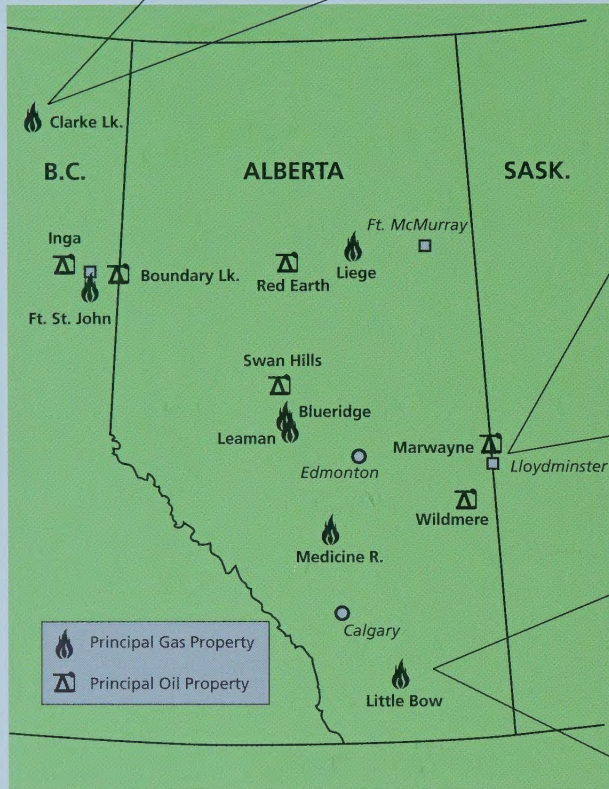 Clarke Lk.
B.C.
ALBERTA
SASK.
Ft. McMurray
Inga
Liege
Boundary Lk.
Red Earth
Ft. St. John
Swan Hills
Blueridge
Leaman
Marwayne
Edmonton
Lloydminster
Wildmere
Medicine R.
Calgary
Principal Gas Property
Principal Oil Property
Little Bow